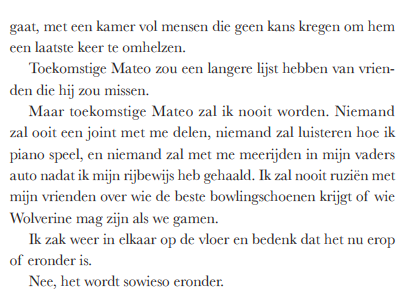 gaat, met een kamer vol mensen die geen kans kregen om hem
een laatste keer te omhelzen.
Toekomstige Mateo zou een langere lijst hebben van vrien-
den die hij zou missen.
Maar toekomstige Mateo zal ik nooit worden. Niemand
zal ooit een joint met me delen, niemand zal luisteren hoe ik
piano speel, en niemand zal met me meerijden in mijn vaders
auto nadat ik mijn rijbewijs heb gehaald. Ik zal nooit ruziën met
mijn vrienden over wie de beste bowlingschoenen krijgt of wie
Wolverine mag zijn als we gamen.
Ik zak weer in elkaar op de vloer en bedenk dat het nu erop
of eronder is.
Nee, het wordt sowieso eronder.